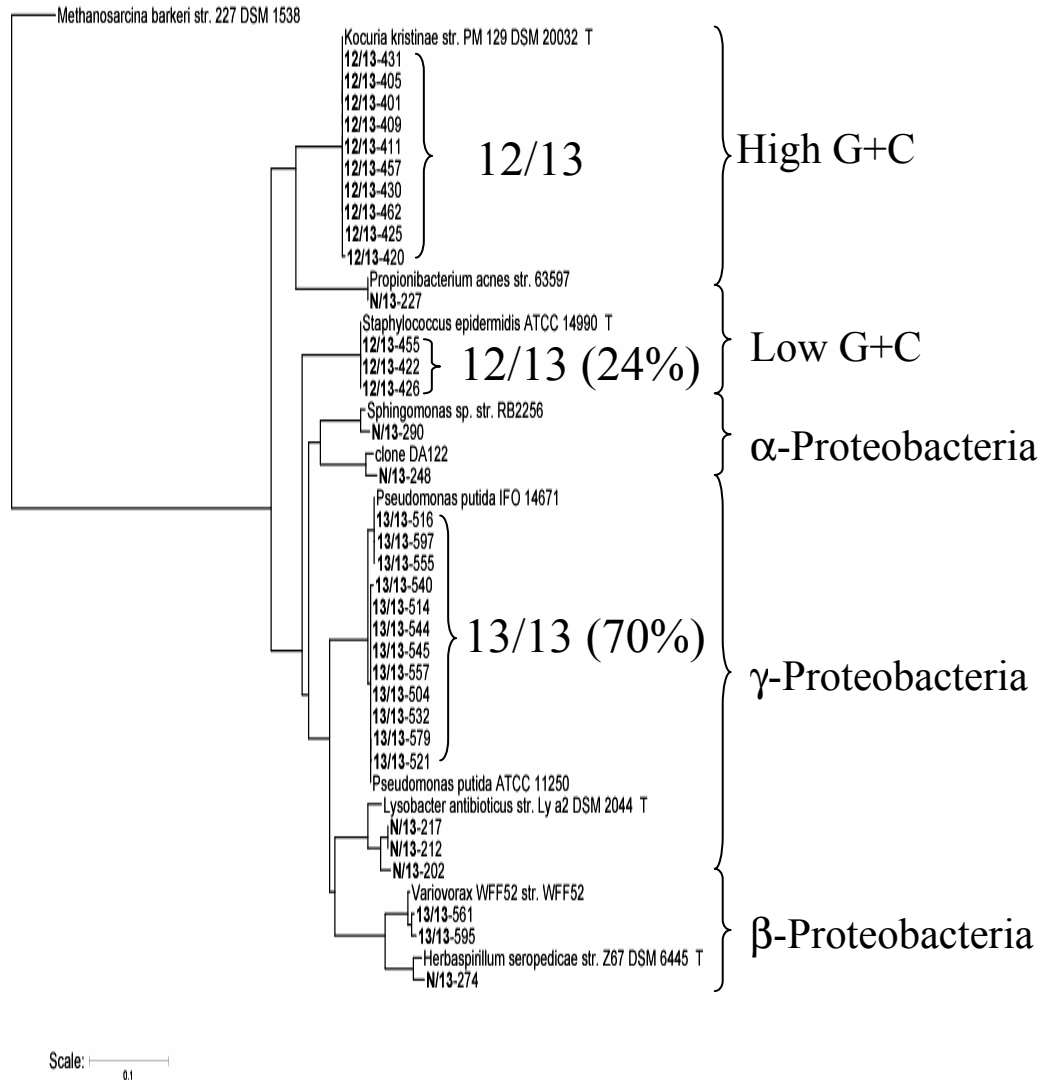 Methanosarcina barkeri str. 227 DSM 1538
Kocuria kristinae str. PM 129 DSM 20032 T
12/13-431
12/13-405
12/13-401
12/13-409
12/13-411
12/13-457
12/13-430
12/13-462
12/13-425
12/13-420
12/13
High G+C
Propionibacterium acnes str. 63597
N/13-227
Staphylococcus epidermidis ATCC 14990 T
12/13-455
12/13-422
12/13-426
12/13 (24%)
Low G+C
Sphingomonas sp. str. RB2256
N/13-290
clone DA122
N/13-248
α-Proteobacteria
Pseudomonas putida IFO 14671
13/13-516
13/13-597
13/13-555
13/13-540
13/13-514
13/13-544
13/13-545
13/13-557
13/13-504
13/13-532
13/13-579
13/13-521
13/13 (70%)
Pseudomonas putida ATCC 11250
Lysobacter antibioticus str. Ly a2 DSM 2044 T
N/13-217
N/13-212
N/13-202
γ-Proteobacteria
Variovorax WFF52 str. WFF52
13/13-561
13/13-595
Herbaspirillum seropedicae str. Z67 DSM 6445 T
N/13-274
β-Proteobacteria
Scale:
0.1